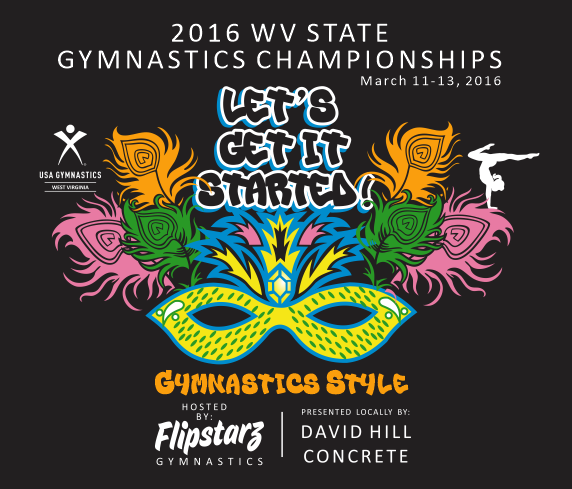 2016 WV STATE
GYMNASTICS CHAMPIONSHIPS
March 11-13, 2016
LET'S
GET IT
STARTED!
USA GYMNASTICS
WEST VIRGINIA
GYMNASTICS STYLE
HOSTED
BY:
Flipstarz
GYMNASTICS
PRESENTED LOCALLY BY:
DAVID HILL
CONCRETE